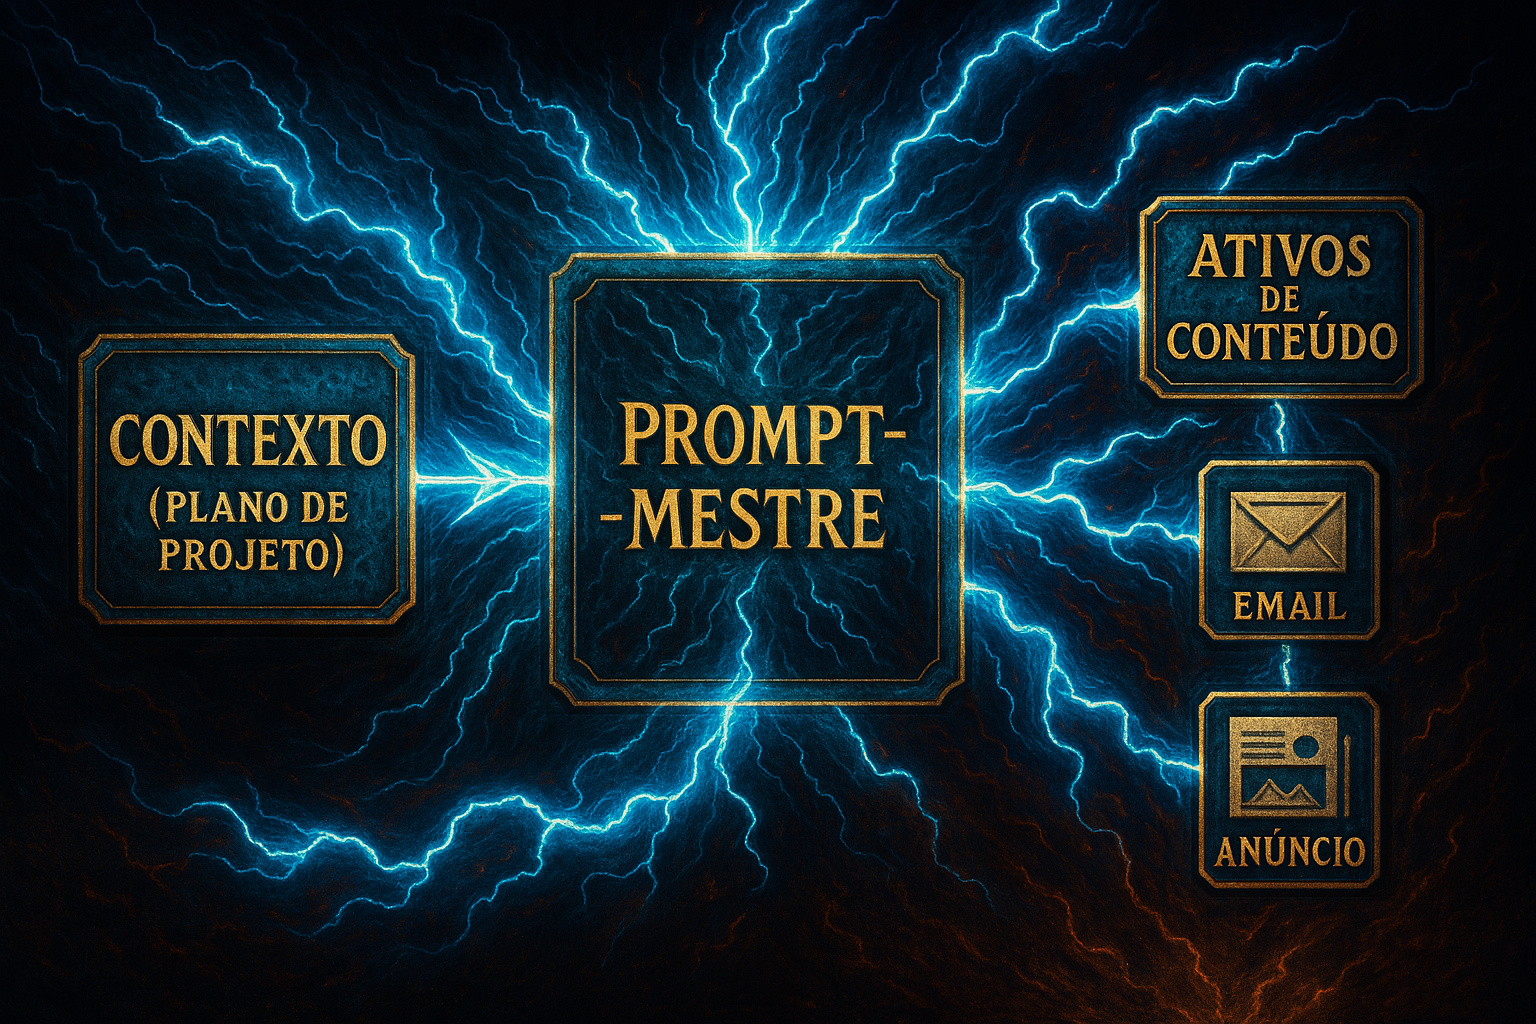 CONTEXTO
(PLANO DE
PROJETO)
PROMPT-
-MESTRE
ATIVOS
DE
CONTEÚDO
EMAIL
ANÚNCIO